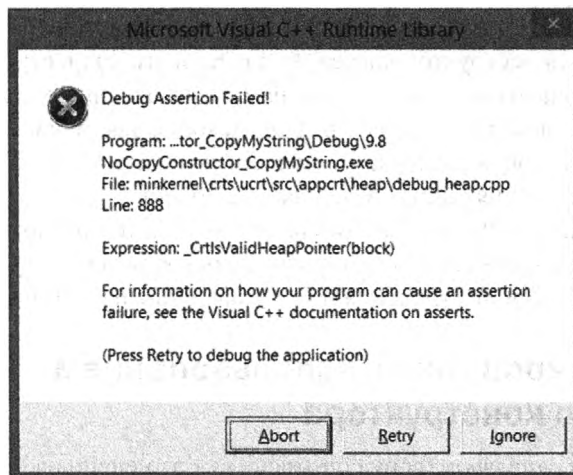 Microsoft Visual C++ Runtime Library
Debug Assertion Failed!
Program: ...tor_CopyMyString\Debug\9.8
NoCopyConstructor_CopyMyString.exe
File: minkernel\crts\ucrt\src\appcrt\heap\debug_heap.cpp
Line: 888
Expression: _CrtIsValidHeapPointer(block)
For information on how your program can cause an assertion
failure, see the Visual C++ documentation on asserts.
(Press Retry to debug the application)
Abort
Retry
Ignore